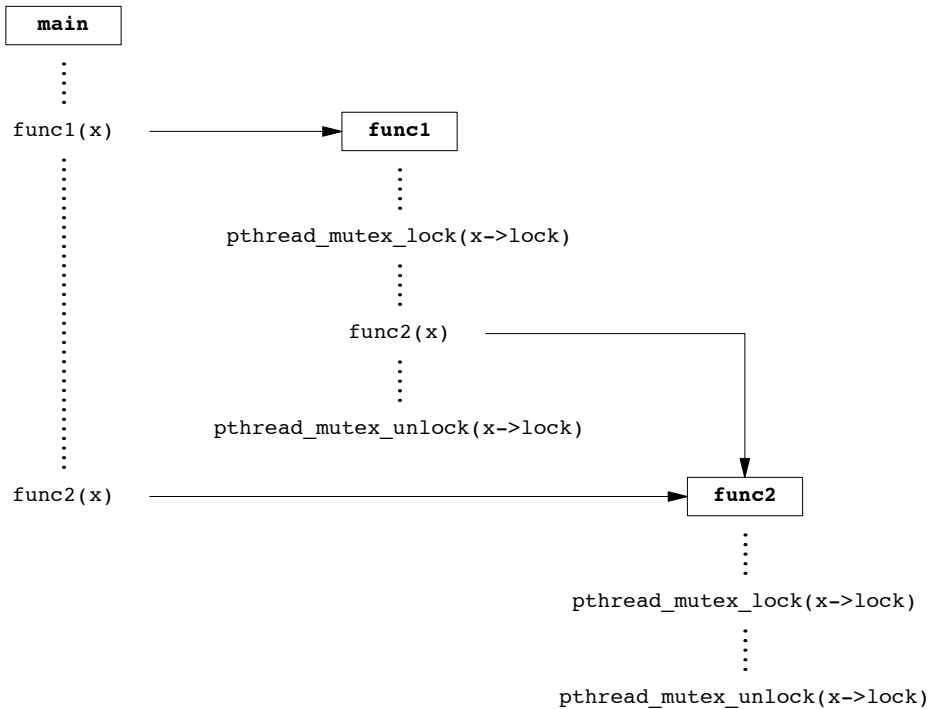 main
func1(x)
func1
pthread_mutex_lock(x->lock)
func2(x)
pthread_mutex_unlock(x->lock)
func2(x)
func2
pthread_mutex_lock(x->lock)
pthread_mutex_unlock(x->lock)